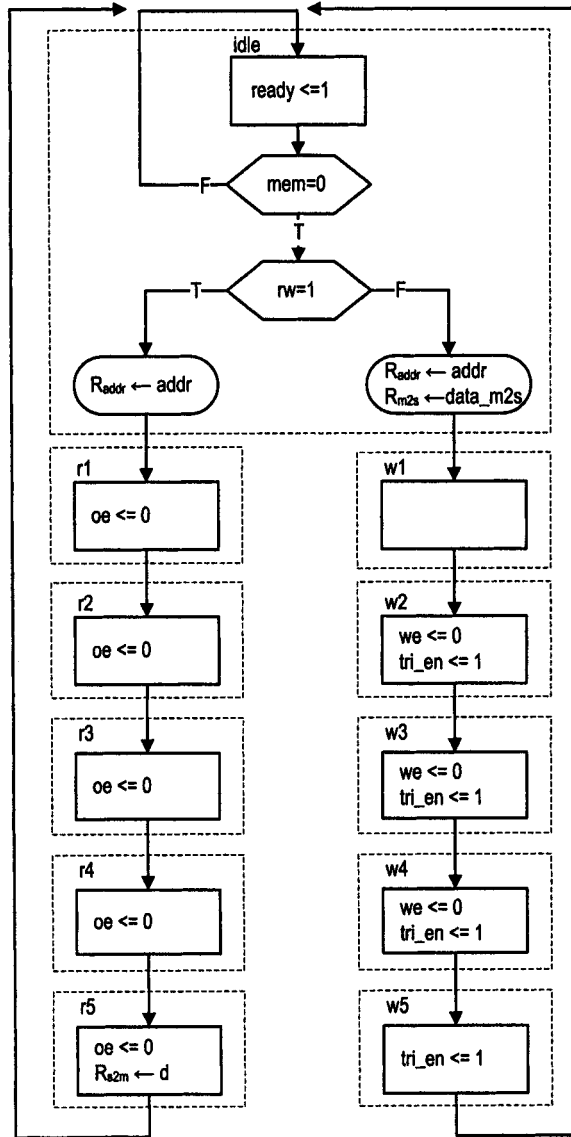 idle
ready <=1
mem=0
F
T
rw=1
T
F
Raddr ← addr
Raddr ← addr
Rm2s ←data_m2s
r1
oe <= 0
w1
r2
oe <= 0
w2
we <= 0
tri_en <= 1
r3
oe <= 0
w3
we <= 0
tri_en <= 1
r4
oe <= 0
w4
we <= 0
tri_en <= 1
r5
oe <= 0
Rs2m ← d
w5
tri_en <= 1